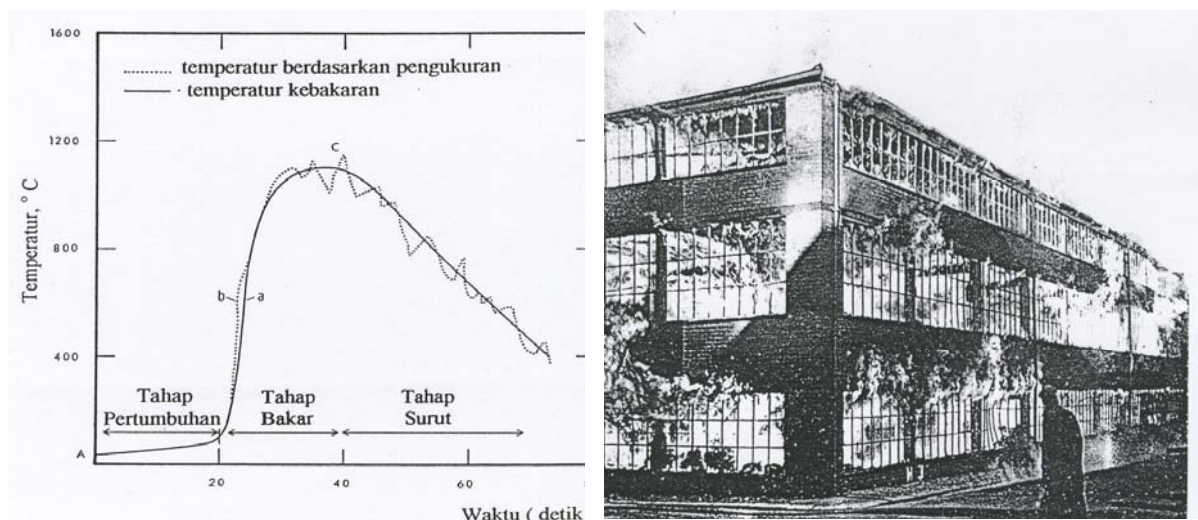 1600
temperatur berdasarkan pengukuran
temperatur kebakaran
1200
C
Temperatur, ° C
800
b
a
400
Tahap
Pertumbuhan
Tahap
Bakar
Tahap
Surut
A
20
40
60
Waktu ( detik